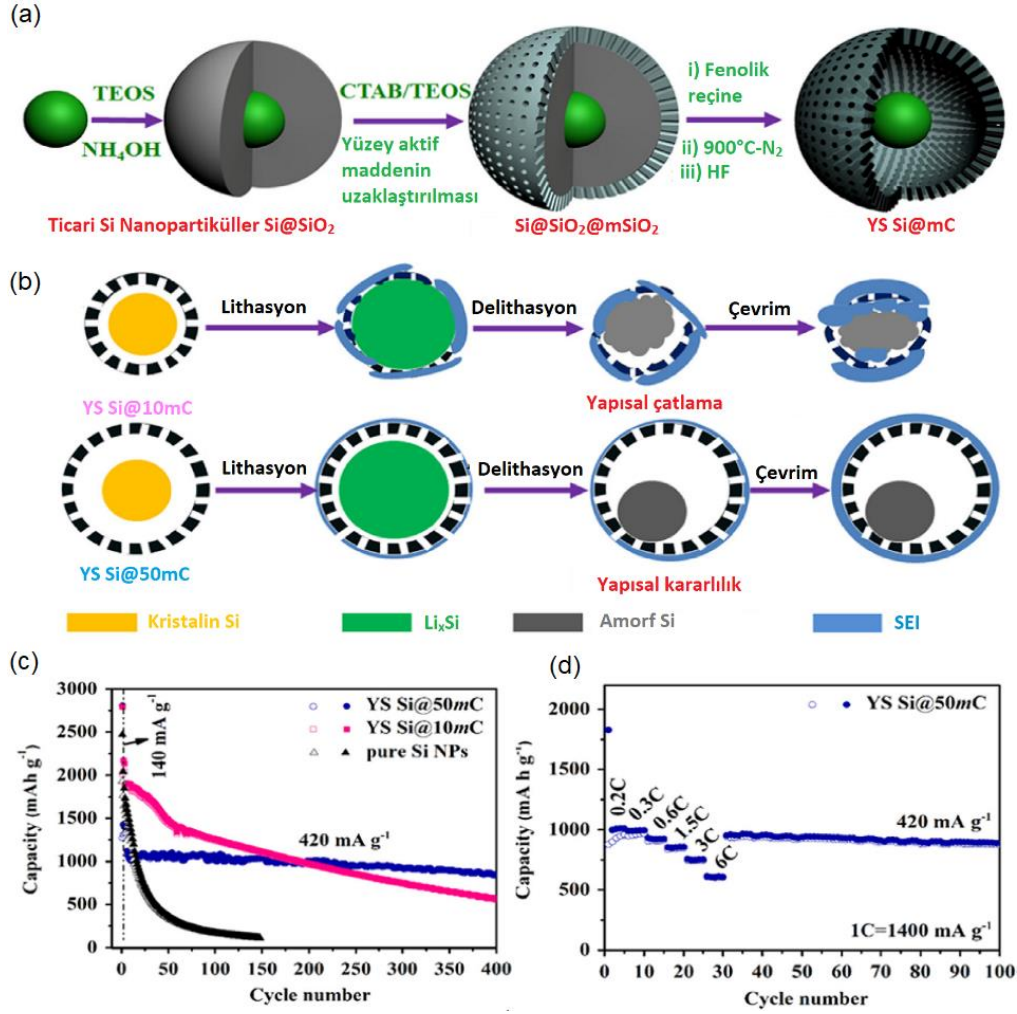 (a)
TEOS
NH₄OH
CTAB/TEOS
Yüzey aktif
maddenin
uzaklaştırılması
i) Fenolik
reçine
ii) 900°C-N₂
iii) HF
Ticari Si Nanopartiküller Si@SiO₂
Si@SiO₂@mSiO₂
YS Si@mC
(b)
Lithasyon
Delithasyon
Çevrim
YS Si@10mC
Yapısal çatlama
Lithasyon
Delithasyon
Çevrim
YS Si@50mC
Yapısal kararlılık
Kristalin Si
LiₓSi
Amorf Si
SEI
(c)
3000
2500
2000
1500
1000
500
0
Capacity (mAh g⁻¹)
140 mA g⁻¹
YS Si@50mC
YS Si@10mC
pure Si NPs
420 mA g⁻¹
0
50
100
150
200
250
300
350
400
Cycle number
(d)
2000
1500
1000
500
0
Capacity (mA h g⁻¹)
YS Si@50mC
0.2C
0.3C
0.6C
1.5C
3C
6C
420 mA g⁻¹
1C=1400 mA g⁻¹
0
10
20
30
40
50
60
70
80
90
100
Cycle number